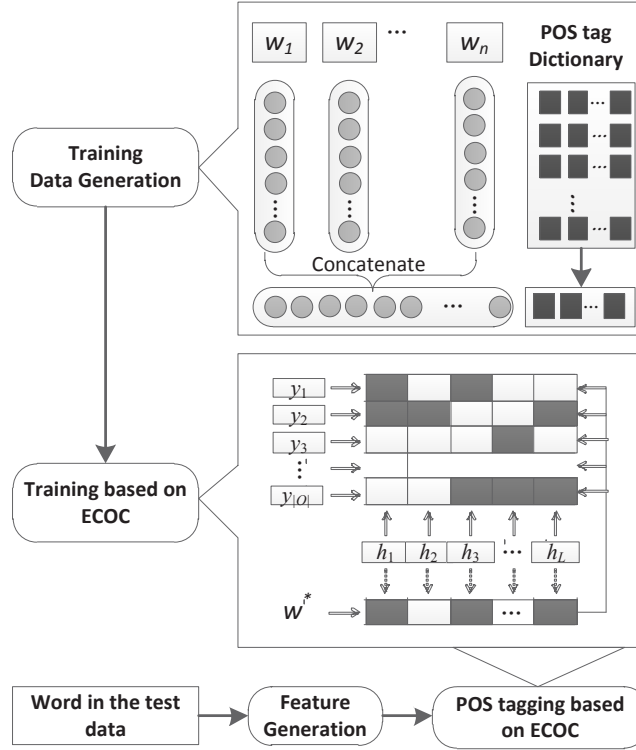 w1 w2 ... wn
POS tag
Dictionary
Training
Data Generation
Concatenate
...
y1
y2
y3
...
y|O|
Training based on
ECOC
h1 h2 h3 ... hL
w* ...
Word in the test
data
Feature
Generation
POS tagging based
on ECOC